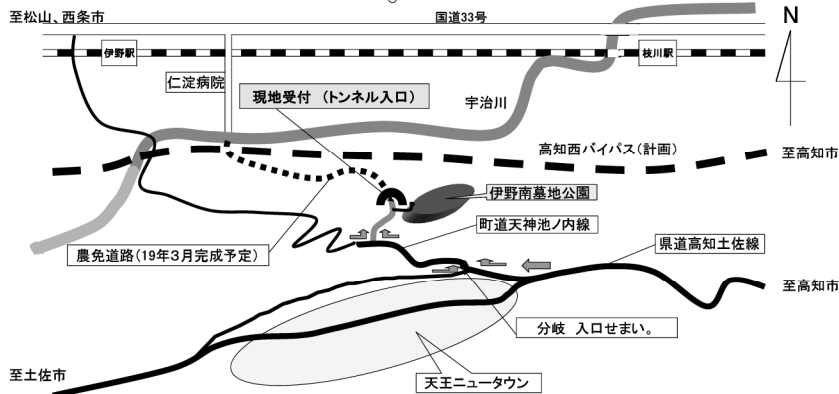 至松山、西条市
国道33号
N
伊野駅
枝川駅
仁淀病院
現地受付 (トンネル入口)
宇治川
高知西バイパス(計画)
至高知市
伊野南墓地公園
町道天神池ノ内線
県道高知土佐線
農免道路(19年3月完成予定)
至高知市
分岐 入口せまい。
至土佐市
天王ニュータウン